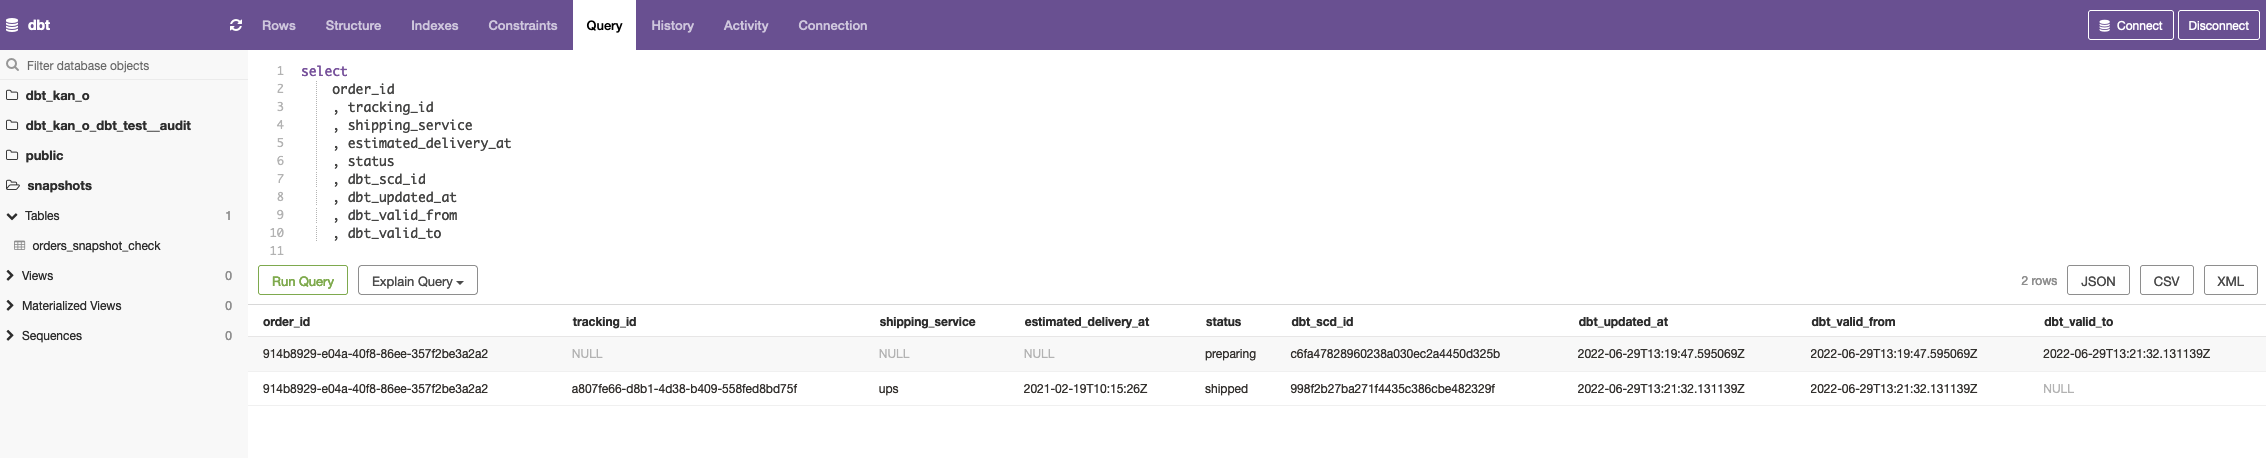 dbt
Rows Structure Indexes Constraints Query History Activity Connection
Connect Disconnect
Filter database objects
dbt_kan_o
dbt_kan_o_dbt_test__audit
public
snapshots
Tables 1
orders_snapshot_check
Views 0
Materialized Views 0
Sequences 0
1 select
2 order_id
3 , tracking_id
4 , shipping_service
5 , estimated_delivery_at
6 , status
7 , dbt_scd_id
8 , dbt_updated_at
9 , dbt_valid_from
10 , dbt_valid_to
11
Run Query Explain Query 2 rows JSON CSV XML
order_id tracking_id shipping_service estimated_delivery_at status dbt_scd_id dbt_updated_at dbt_valid_from dbt_valid_to
914b8929-e04a-40f8-86ee-357f2be3a2a2 NULL NULL NULL preparing c6fa47828960238a030ec2a4450d325b 2022-06-29T13:19:47.595069Z 2022-06-29T13:19:47.595069Z 2022-06-29T13:21:32.131139Z
914b8929-e04a-40f8-86ee-357f2be3a2a2 a807fe66-d8b1-4d38-b409-558fed8bd75f ups 2021-02-19T10:15:26Z shipped 998f2b27ba271f4435c386cbe482329f 2022-06-29T13:21:32.131139Z 2022-06-29T13:21:32.131139Z NULL